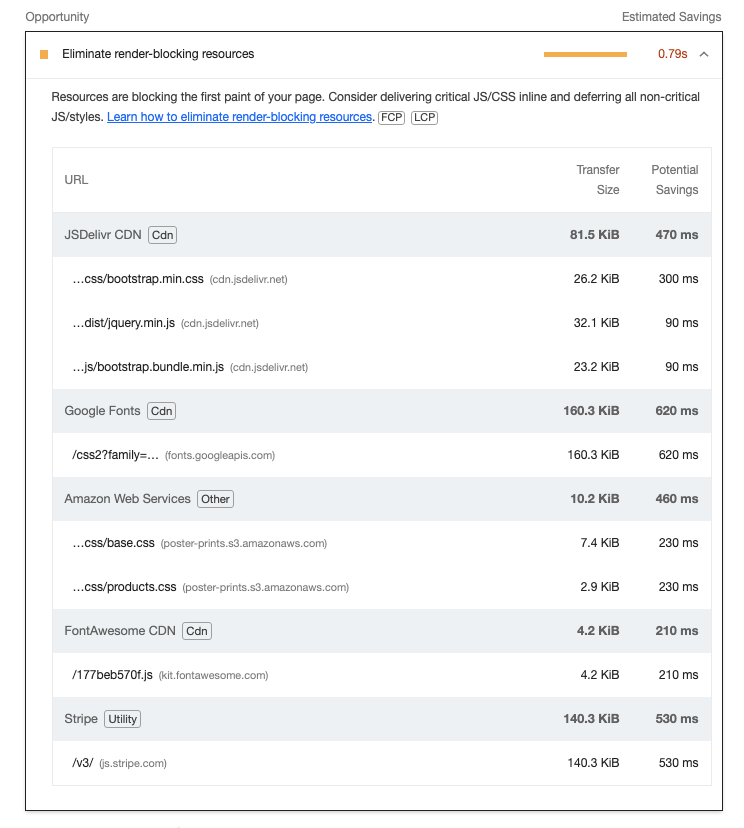 Opportunity Estimated Savings
Eliminate render-blocking resources 0.79s
Resources are blocking the first paint of your page. Consider delivering critical JS/CSS inline and deferring all non-critical
JS/styles. Learn how to eliminate render-blocking resources. FCP LCP
URL Transfer Size Potential Savings
JSDelivr CDN Cdn 81.5 KiB 470 ms
…css/bootstrap.min.css (cdn.jsdelivr.net) 26.2 KiB 300 ms
…dist/jquery.min.js (cdn.jsdelivr.net) 32.1 KiB 90 ms
…js/bootstrap.bundle.min.js (cdn.jsdelivr.net) 23.2 KiB 90 ms
Google Fonts Cdn 160.3 KiB 620 ms
/css2?family=… (fonts.googleapis.com) 160.3 KiB 620 ms
Amazon Web Services Other 10.2 KiB 460 ms
…css/base.css (poster-prints.s3.amazonaws.com) 7.4 KiB 230 ms
…css/products.css (poster-prints.s3.amazonaws.com) 2.9 KiB 230 ms
FontAwesome CDN Cdn 4.2 KiB 210 ms
/177beb570f.js (kit.fontawesome.com) 4.2 KiB 210 ms
Stripe Utility 140.3 KiB 530 ms
/v3/ (js.stripe.com) 140.3 KiB 530 ms